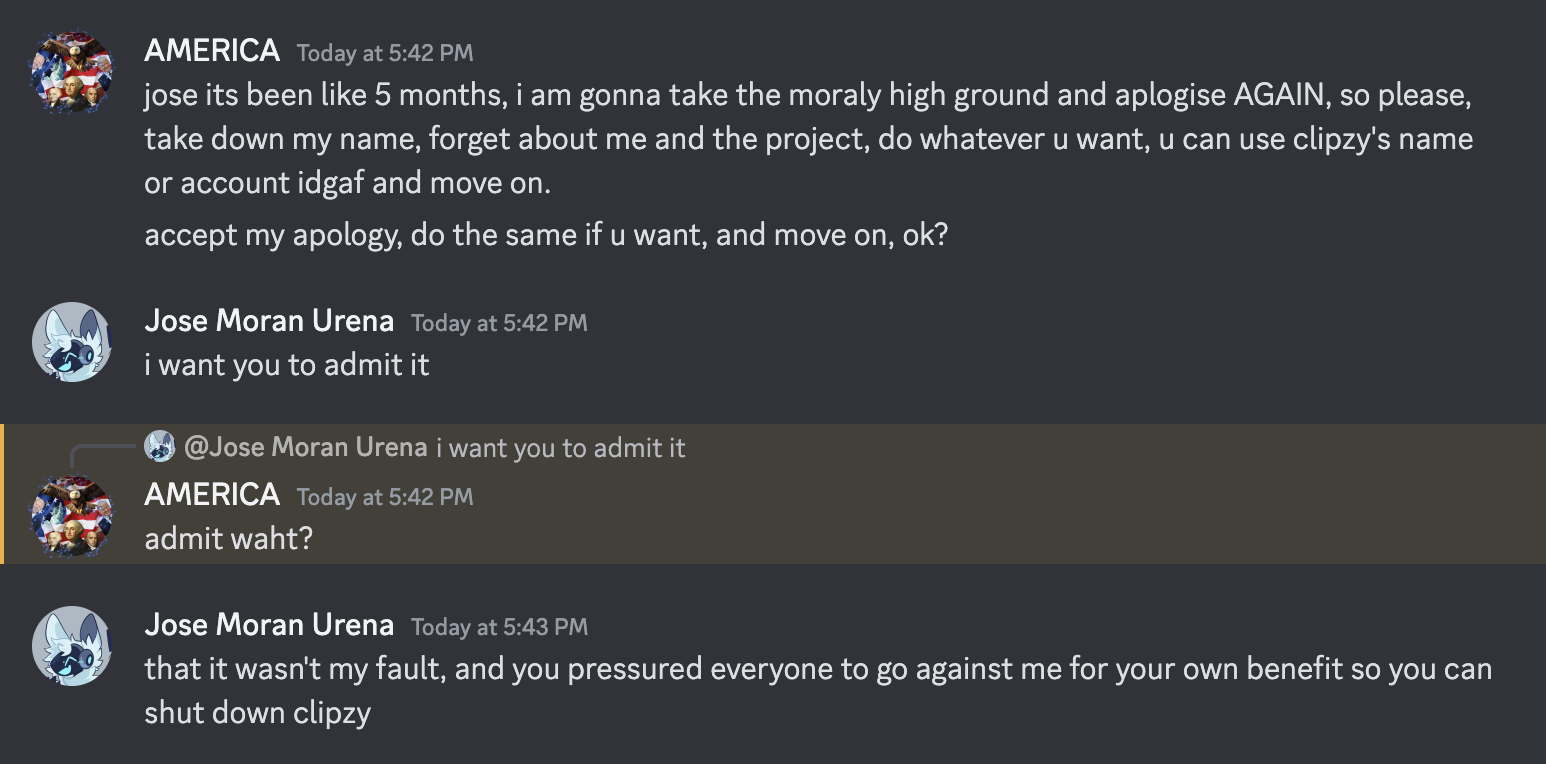 AMERICA Today at 5:42 PM
jose its been like 5 months, i am gonna take the moraly high ground and aplogise AGAIN, so please,
take down my name, forget about me and the project, do whatever u want, u can use clipzy's name
or account idgaf and move on.
accept my apology, do the same if u want, and move on, ok?
Jose Moran Urena Today at 5:42 PM
i want you to admit it
@Jose Moran Urena i want you to admit it
AMERICA Today at 5:42 PM
admit waht?
Jose Moran Urena Today at 5:43 PM
that it wasn't my fault, and you pressured everyone to go against me for your own benefit so you can
shut down clipzy